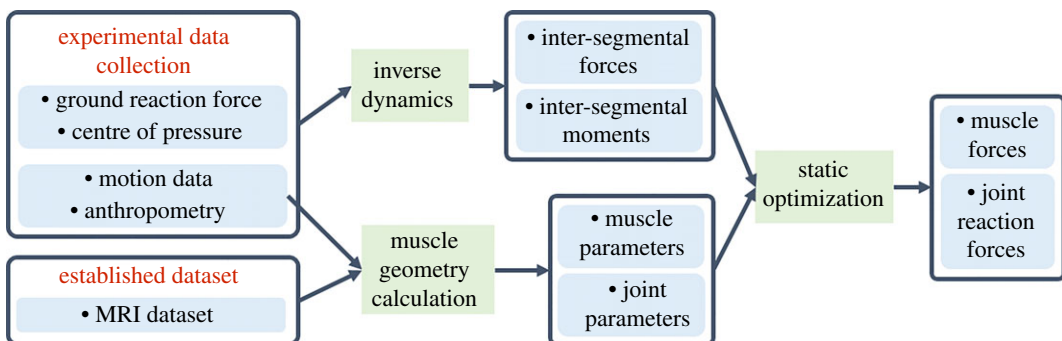 experimental data
collection
• ground reaction force
• centre of pressure
• motion data
• anthropometry
established dataset
• MRI dataset
inverse
dynamics
muscle
geometry
calculation
• inter-segmental
forces
• inter-segmental
moments
• muscle
parameters
• joint
parameters
static
optimization
• muscle
forces
• joint
reaction
forces